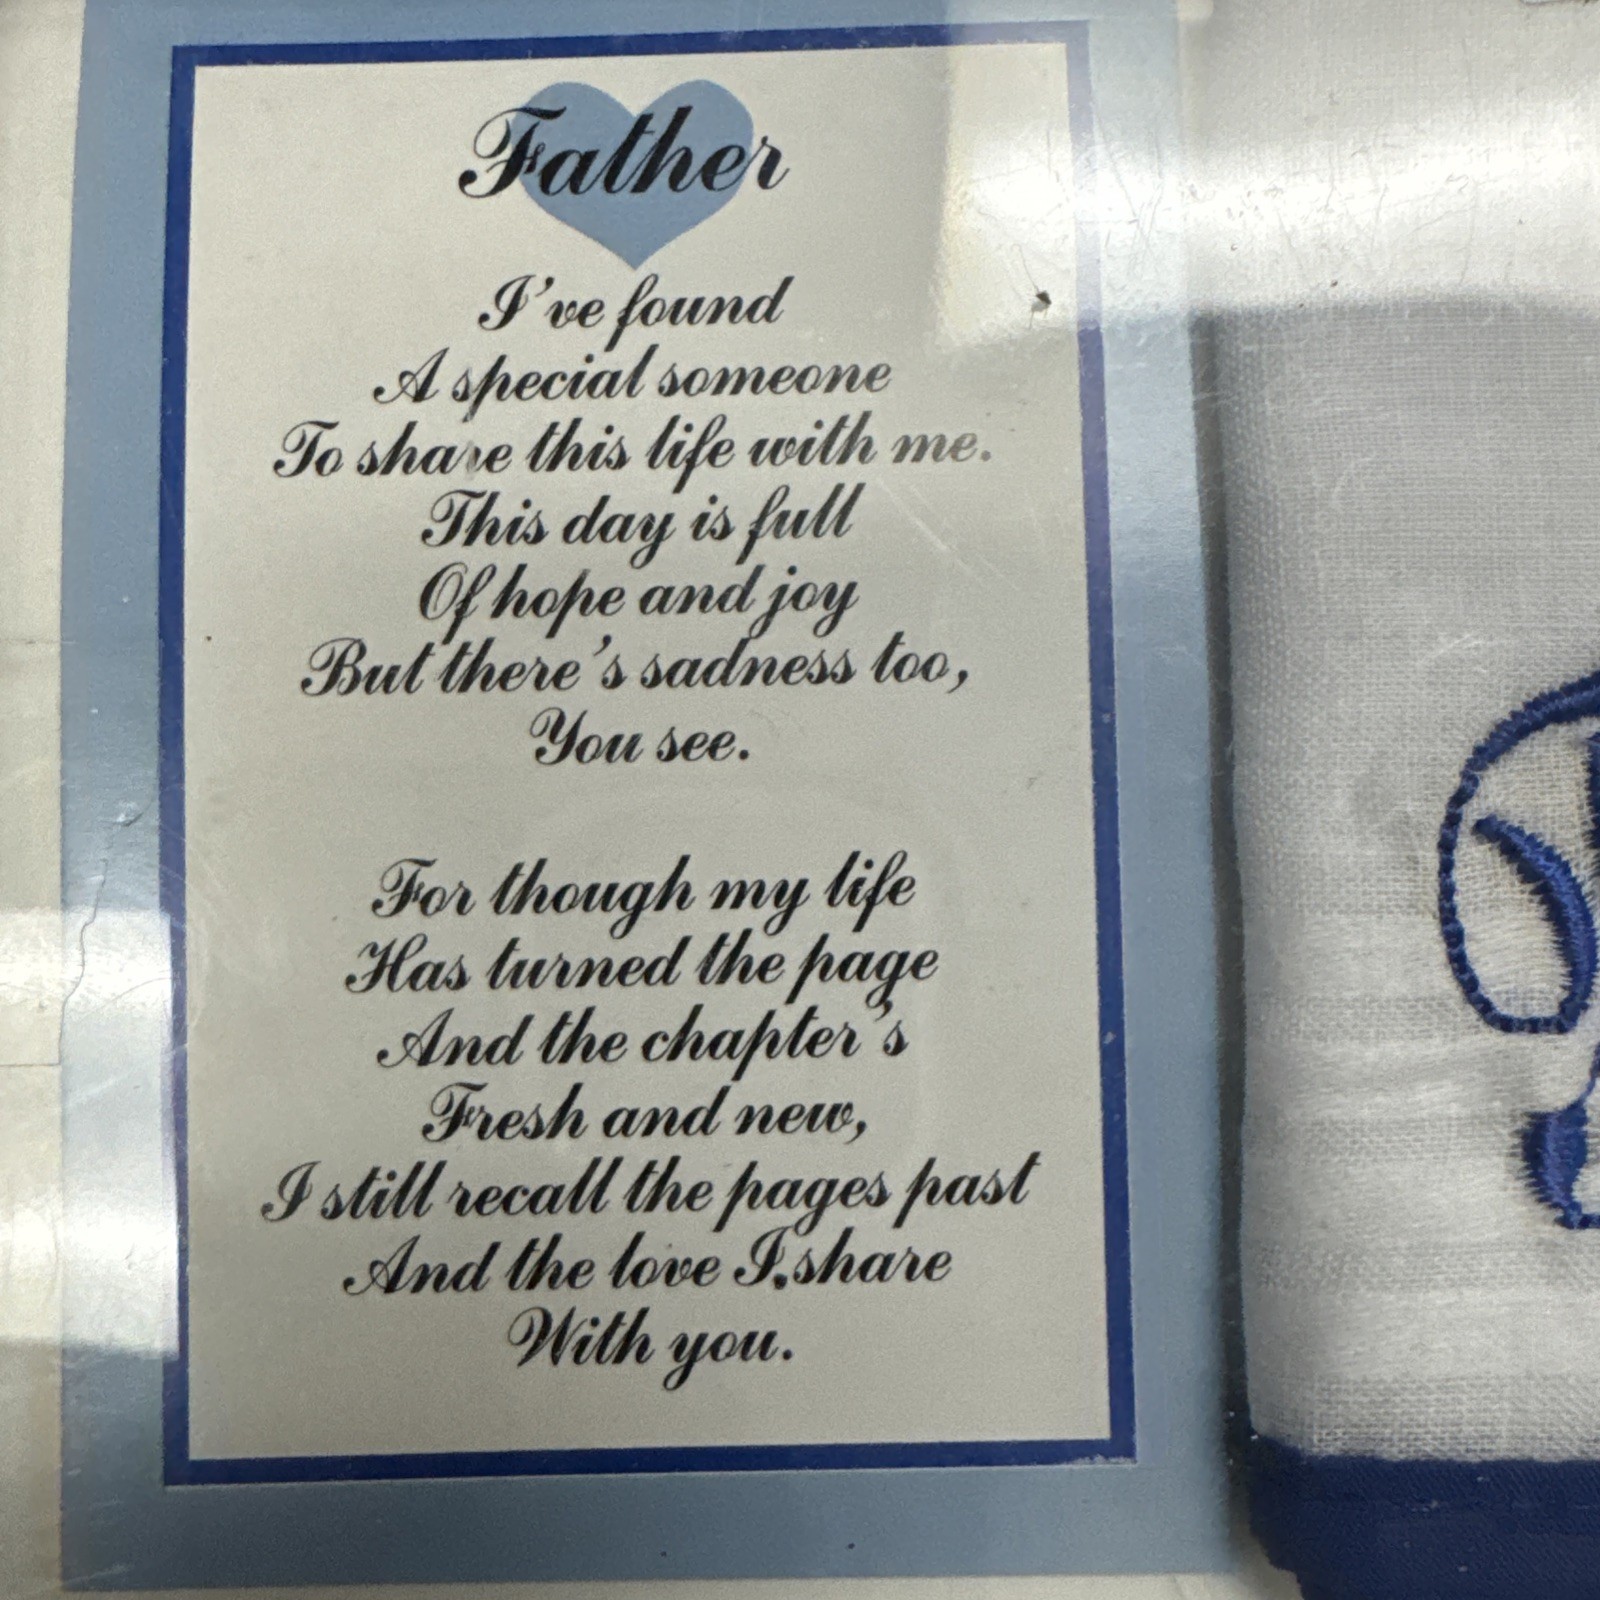 Father
I've found
A special someone
To share this life with me.
This day is full
Of hope and joy
But there's sadness too,
You see.
For though my life
Has turned the page
And the chapter's
Fresh and new,
I still recall the pages past
And the love I share
With you.